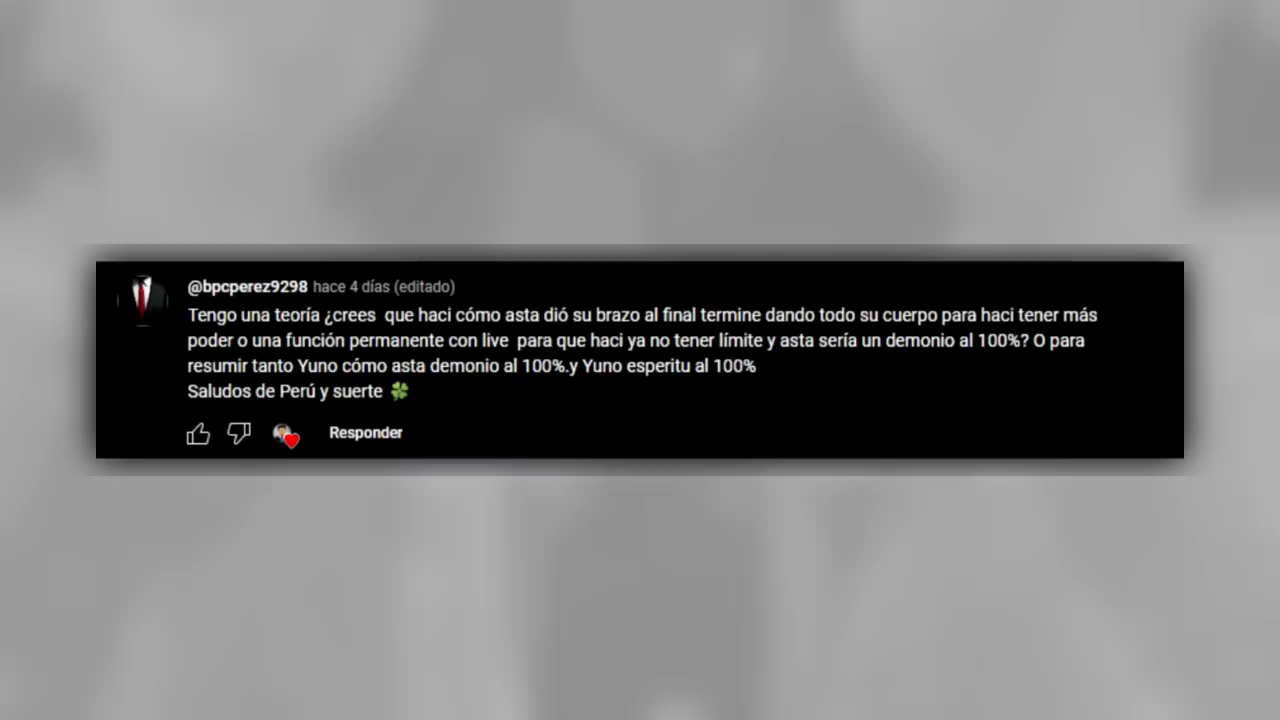 @bpcperez9298 hace 4 días (editado)
Tengo una teoría ¿crees que haci cómo asta dió su brazo al final termine dando todo su cuerpo para haci tener más
poder o una función permanente con live para que haci ya no tener límite y asta sería un demonio al 100%? O para
resumir tanto Yuno cómo asta demonio al 100%.y Yuno esperitu al 100%
Saludos de Perú y suerte 🍀
Responder